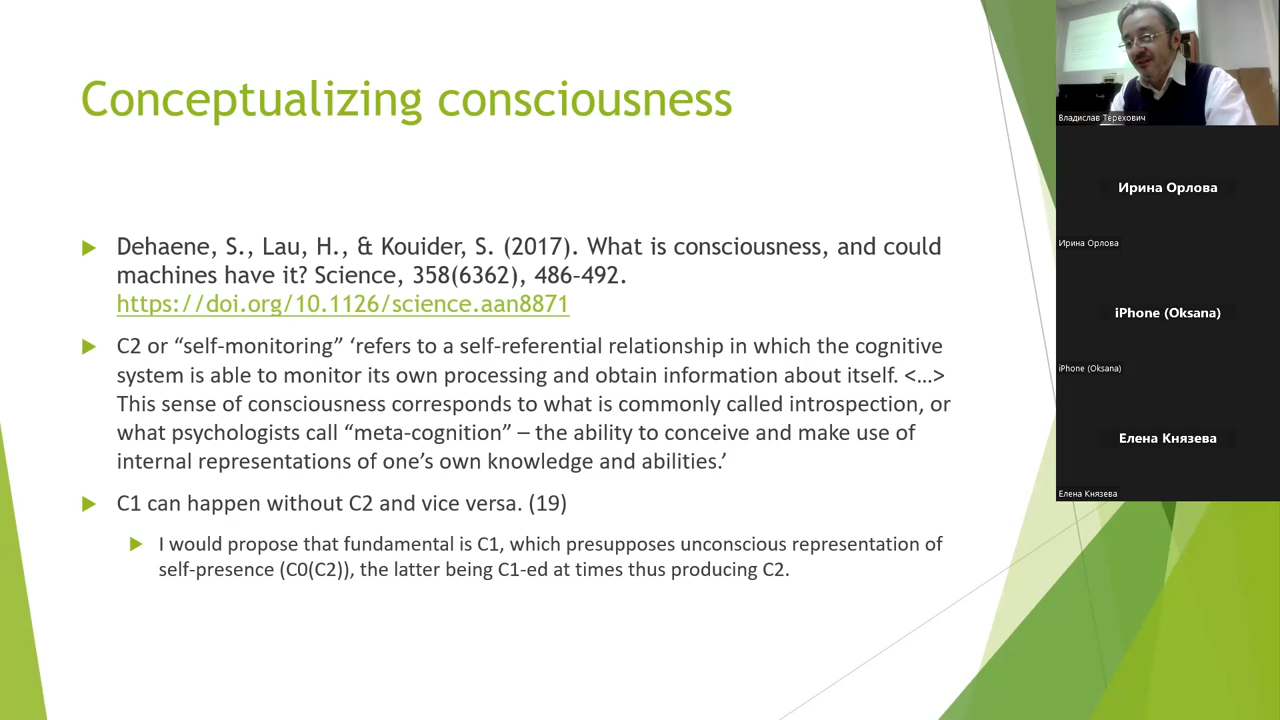 Conceptualizing consciousness
Dehaene, S., Lau, H., & Kouider, S. (2017). What is consciousness, and could
machines have it? Science, 358(6362), 486-492.
https://doi.org/10.1126/science.aan8871
C2 or “self-monitoring” ‘refers to a self-referential relationship in which the cognitive
system is able to monitor its own processing and obtain information about itself. <…>
This sense of consciousness corresponds to what is commonly called introspection, or
what psychologists call “meta-cognition” – the ability to conceive and make use of
internal representations of one’s own knowledge and abilities.’
C1 can happen without C2 and vice versa. (19)
I would propose that fundamental is C1, which presupposes unconscious representation of
self-presence (C0(C2)), the latter being C1-ed at times thus producing C2.
Владислав Терехович
Ирина Орлова
Ирина Орлова
iPhone (Oksana)
iPhone (Oksana)
Елена Князева
Елена Князева